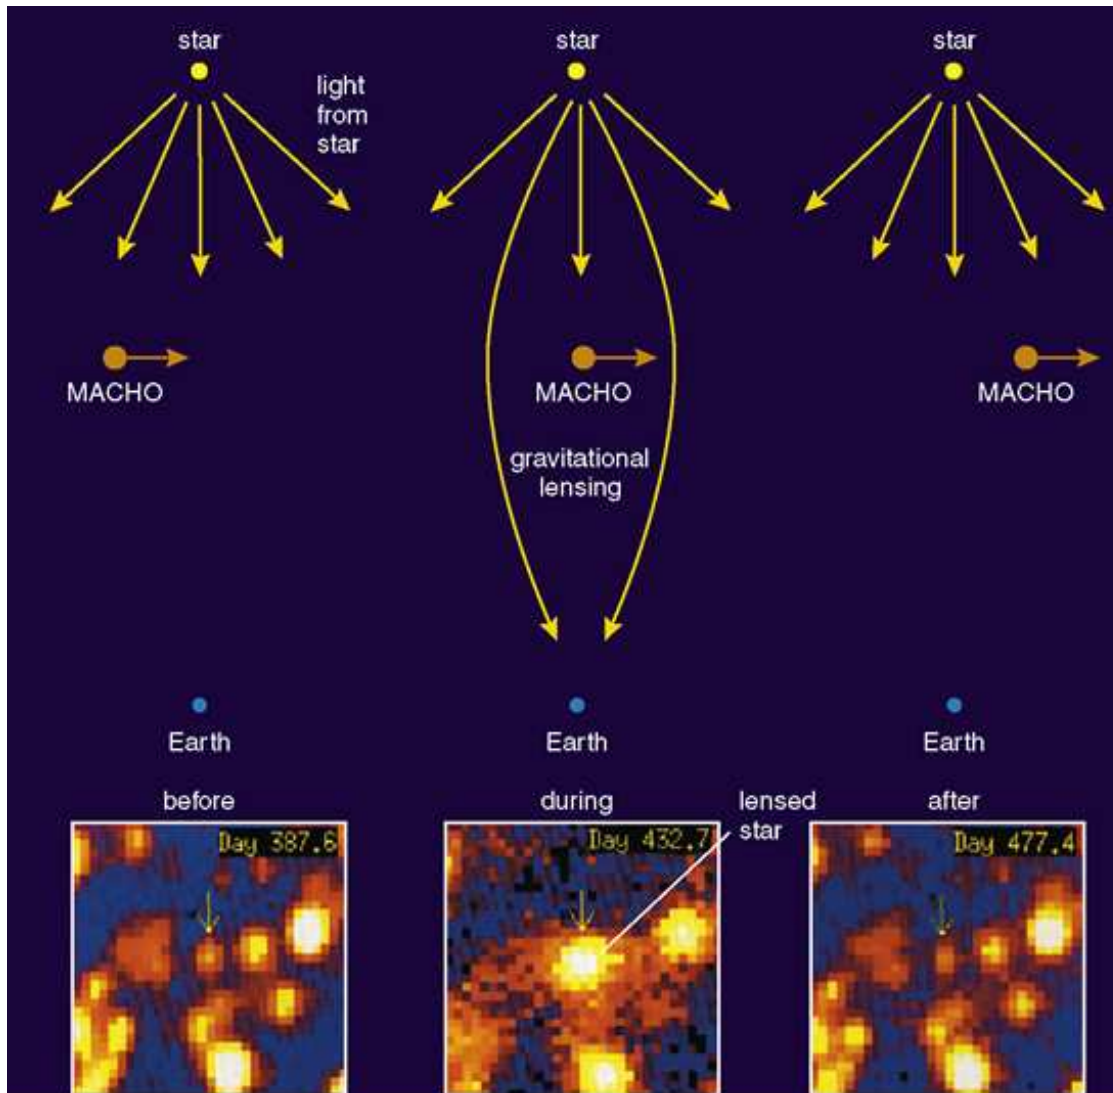 star
star
star
light
from
star
MACHO
MACHO
MACHO
gravitational
lensing
Earth
Earth
Earth
before
during
lensed
star
after
Day 387.6
Day 432.7
Day 477.4